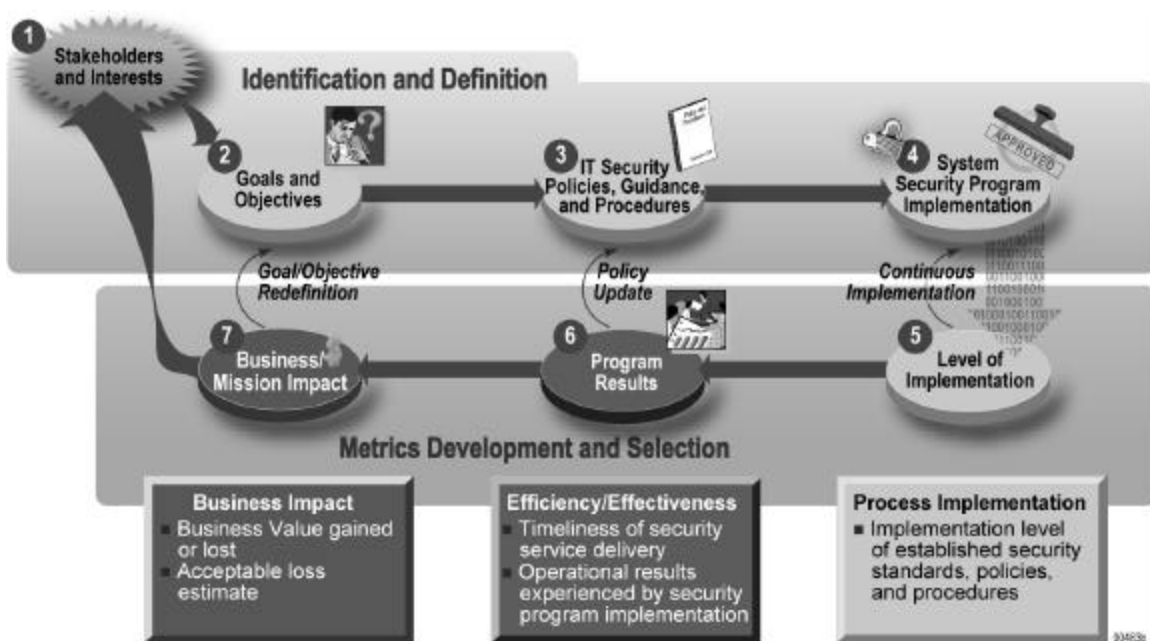 1
Stakeholders
and Interests
Identification and Definition
2
Goals and
Objectives
3
IT Security
Policies, Guidance,
and Procedures
4
System
Security Program
Implementation
APPROVED
Goal/Objective
Redefinition
Policy
Update
Continuous
Implementation
7
Business/
Mission Impact
6
Program
Results
5
Level of
Implementation
Metrics Development and Selection
Business Impact
■ Business Value gained
or lost
■ Acceptable loss
estimate
Efficiency/Effectiveness
■ Timeliness of security
service delivery
■ Operational results
experienced by security
program implementation
Process Implementation
■ Implementation level
of established security
standards, policies,
and procedures